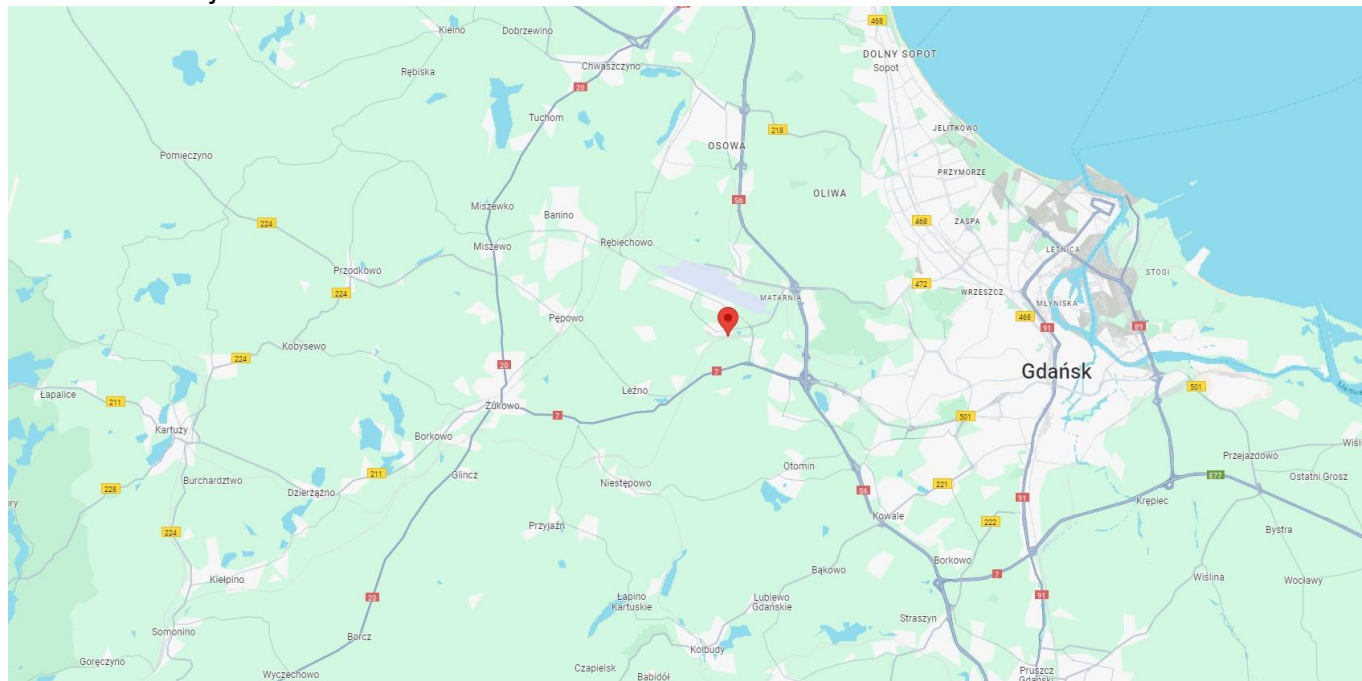 468
DOLNY SOPOT
Sopot
Kielno
Dobrzewino
Rębiska
Chwaszczyno
20
Tuchom
218
JELITKOWO
OSOWA
Pomieczyno
PRZYMORZE
OLIWA
S6
Miszewko
Banino
468
ZASPA
224
Miszewo
Rębiechowo
LETNICA
Przodkowo
STOGI
472
WRZESZCZ
224
MATARNIA
MŁYNISKA
Pępowo
468
91
89
Kobysewo
224
20
7
Gdańsk
Łapalice
211
Leźno
501
Żukowo
7
501
Kartuzy
Borkowo
Przejazdowo
211
Glincz
Otomin
E77
Ostatni Grosz
Burchardztwo
Dzierżążno
Niestępowo
221
228
S6
91
Krępiec
Kowale
222
Przyjaźń
224
Bystra
Borkowo
Bąkowo
7
Kiełpino
Wiślina
Wocławy
20
91
Łapino
Kartuskie
Lublewo
Gdańskie
Straszyn
Somonino
Borcz
Kolbudy
Goręczyno
Wyczechowo
Czapielsk
Babidół
Pruszcz
Gdański